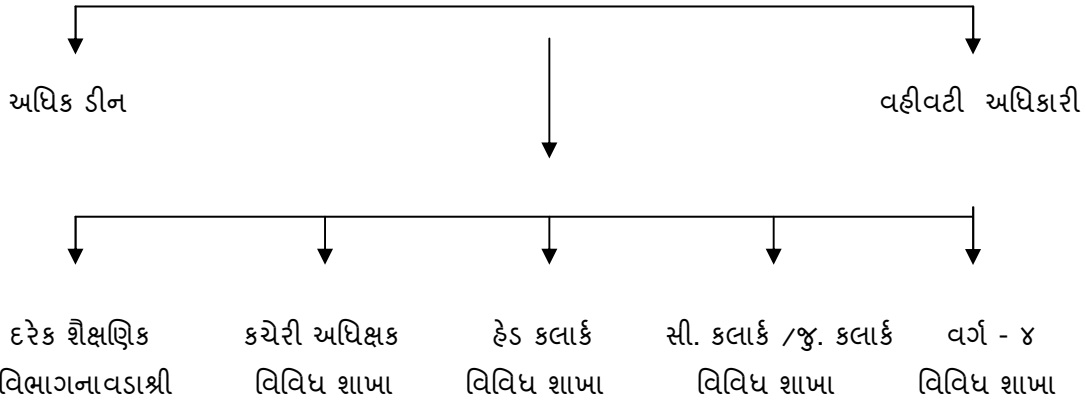 અધિક ડીન વહીવટી અધિકારી
દરેક શૈક્ષણિક કચેરી અધિક્ષક હેડ કલાર્ક સી. કલાર્ક /જુ. કલાર્ક વર્ગ - ૪
વિભાગનાવડાશ્રી વિવિધ શાખા વિવિધ શાખા વિવિધ શાખા વિવિધ શાખા